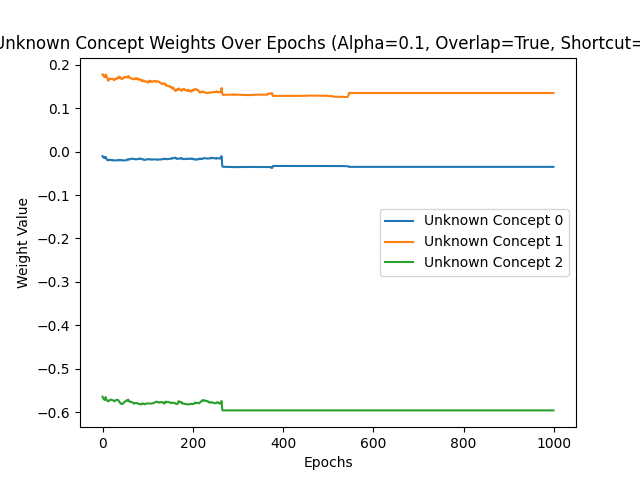 Unknown Concept Weights Over Epochs (Alpha=0.1, Overlap=True, Shortcut=
0.2
0.1
0.0
−0.1
−0.2
−0.3
−0.4
−0.5
−0.6
Weight Value
Unknown Concept 0
Unknown Concept 1
Unknown Concept 2
0 200 400 600 800 1000
Epochs